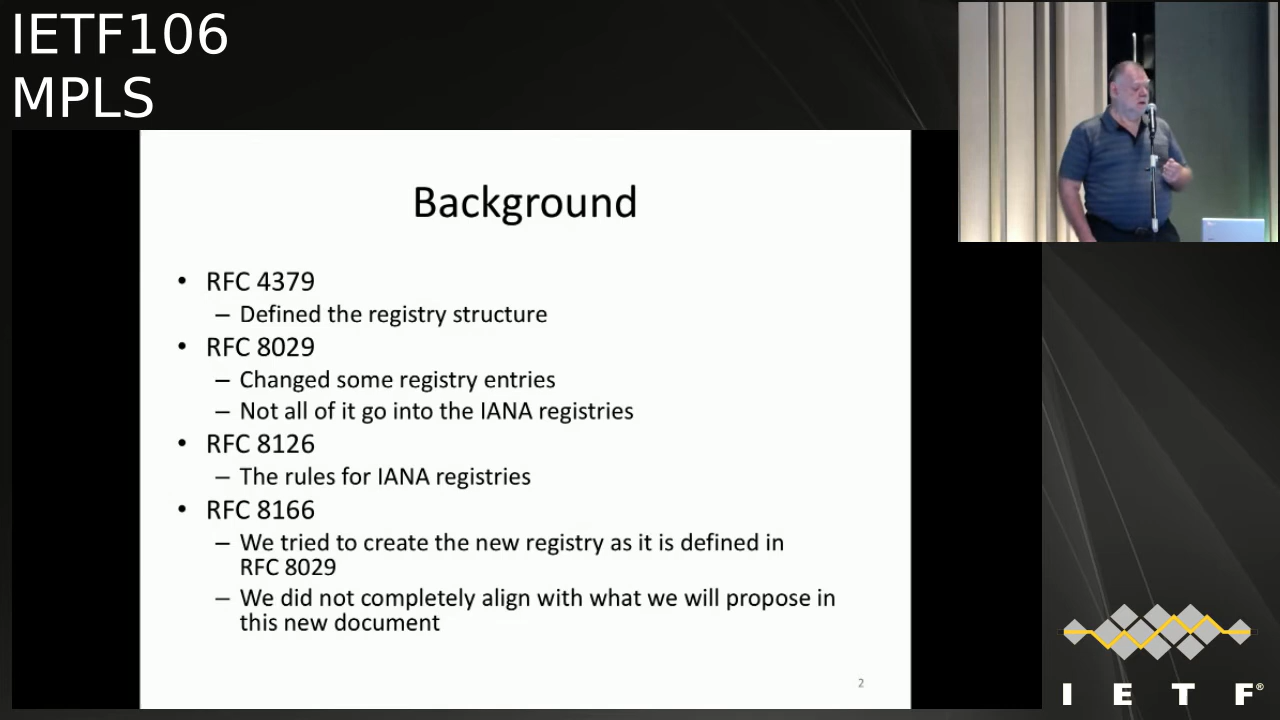 IETF106
MPLS
Background
• RFC 4379
– Defined the registry structure
• RFC 8029
– Changed some registry entries
– Not all of it go into the IANA registries
• RFC 8126
– The rules for IANA registries
• RFC 8166
– We tried to create the new registry as it is defined in
RFC 8029
– We did not completely align with what we will propose in
this new document
2
I E T F®